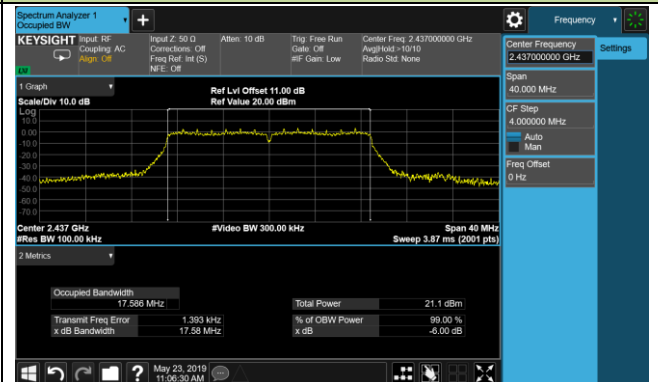 Spectrum Analyzer 1
Occupied BW
Frequency
KEYSIGHT
Input: RF
Coupling: AC
Align: Off
Input Z: 50 Ω
Corrections: Off
Freq Ref: Int (S)
NFE: Off
Atten: 10 dB
Trig: Free Run
Gate: Off
#IF Gain: Low
Center Freq: 2.437000000 GHz
Avg|Hold:>10/10
Radio Std: None
Center Frequency
2.437000000 GHz
Settings
Span
40.000 MHz
CF Step
4.000000 MHz
Auto
Man
Freq Offset
0 Hz
1 Graph
Scale/Div 10.0 dB
Ref Lvl Offset 11.00 dB
Ref Value 20.00 dBm
Log
10.0
0.00
-10.0
-20.0
-30.0
-40.0
-50.0
-60.0
-70.0
Center 2.437 GHz
#Video BW 300.00 kHz
Span 40 MHz
#Res BW 100.00 kHz
Sweep 3.87 ms (2001 pts)
2 Metrics
Occupied Bandwidth
17.586 MHz
Total Power 21.1 dBm
Transmit Freq Error 1.393 kHz
% of OBW Power 99.00 %
x dB Bandwidth 17.58 MHz
x dB -6.00 dB
May 23, 2019
11:06:30 AM